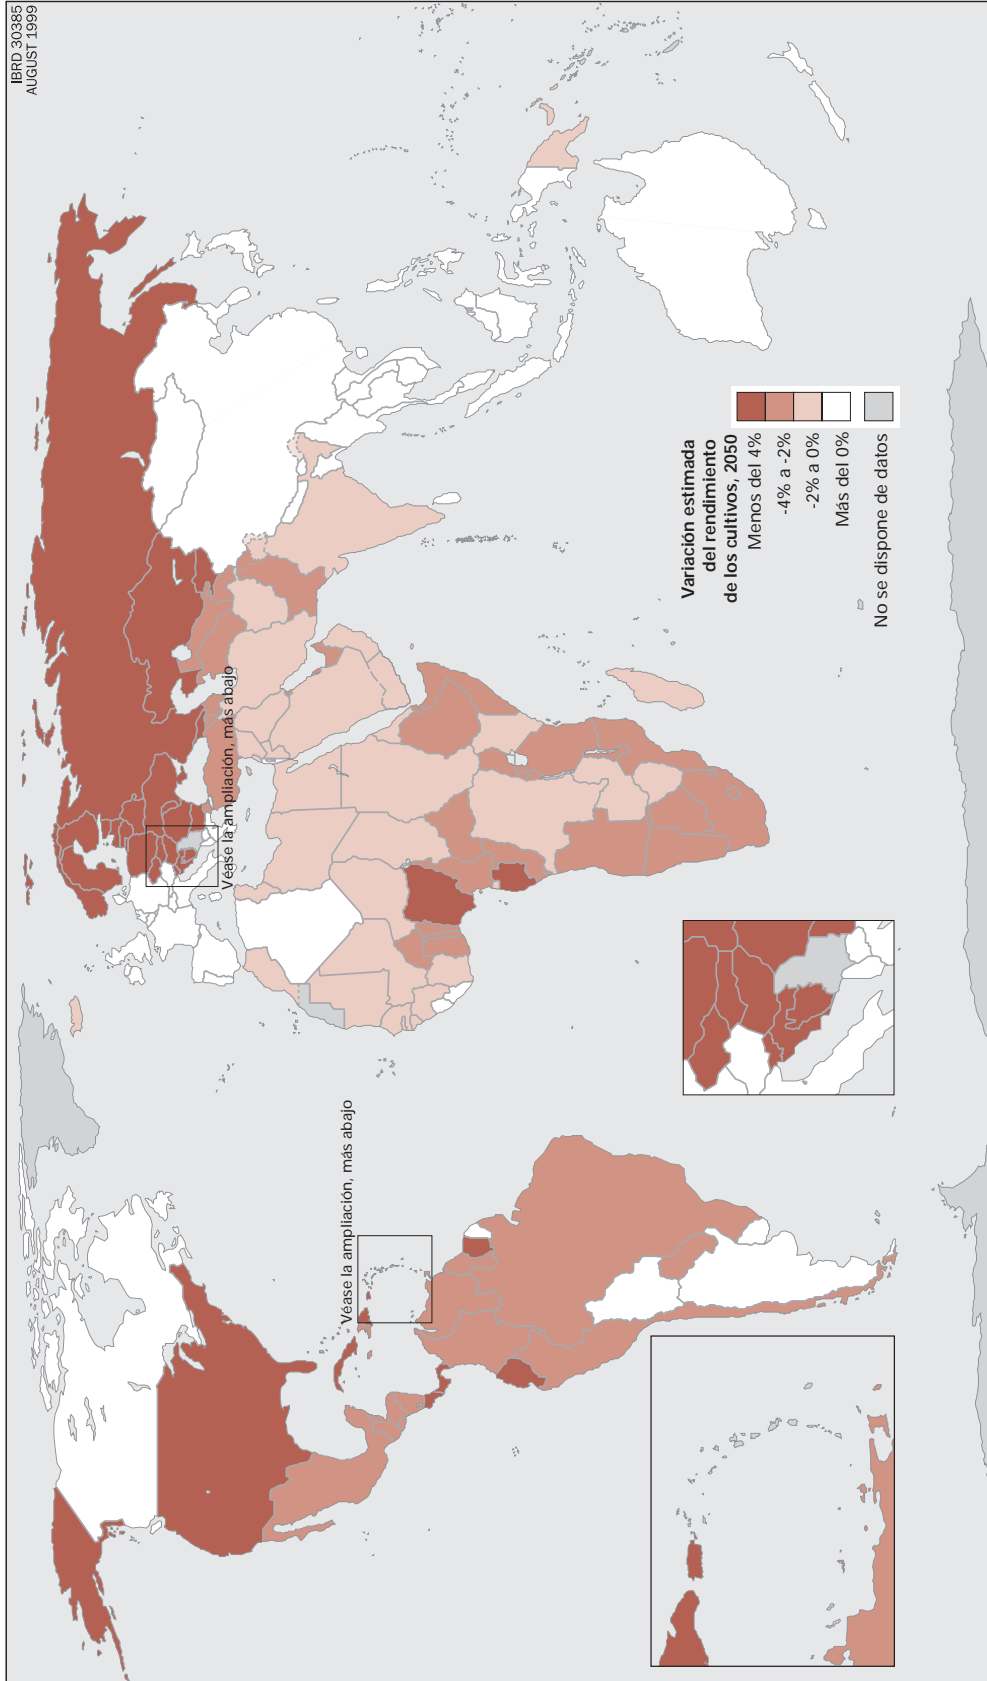 IBRD 30385
AUGUST 1999
Véase la ampliación, más abajo
Véase la ampliación, más abajo
Variación estimada
del rendimiento
de los cultivos, 2050
Menos del 4%
-4% a -2%
-2% a 0%
Más del 0%
No se dispone de datos